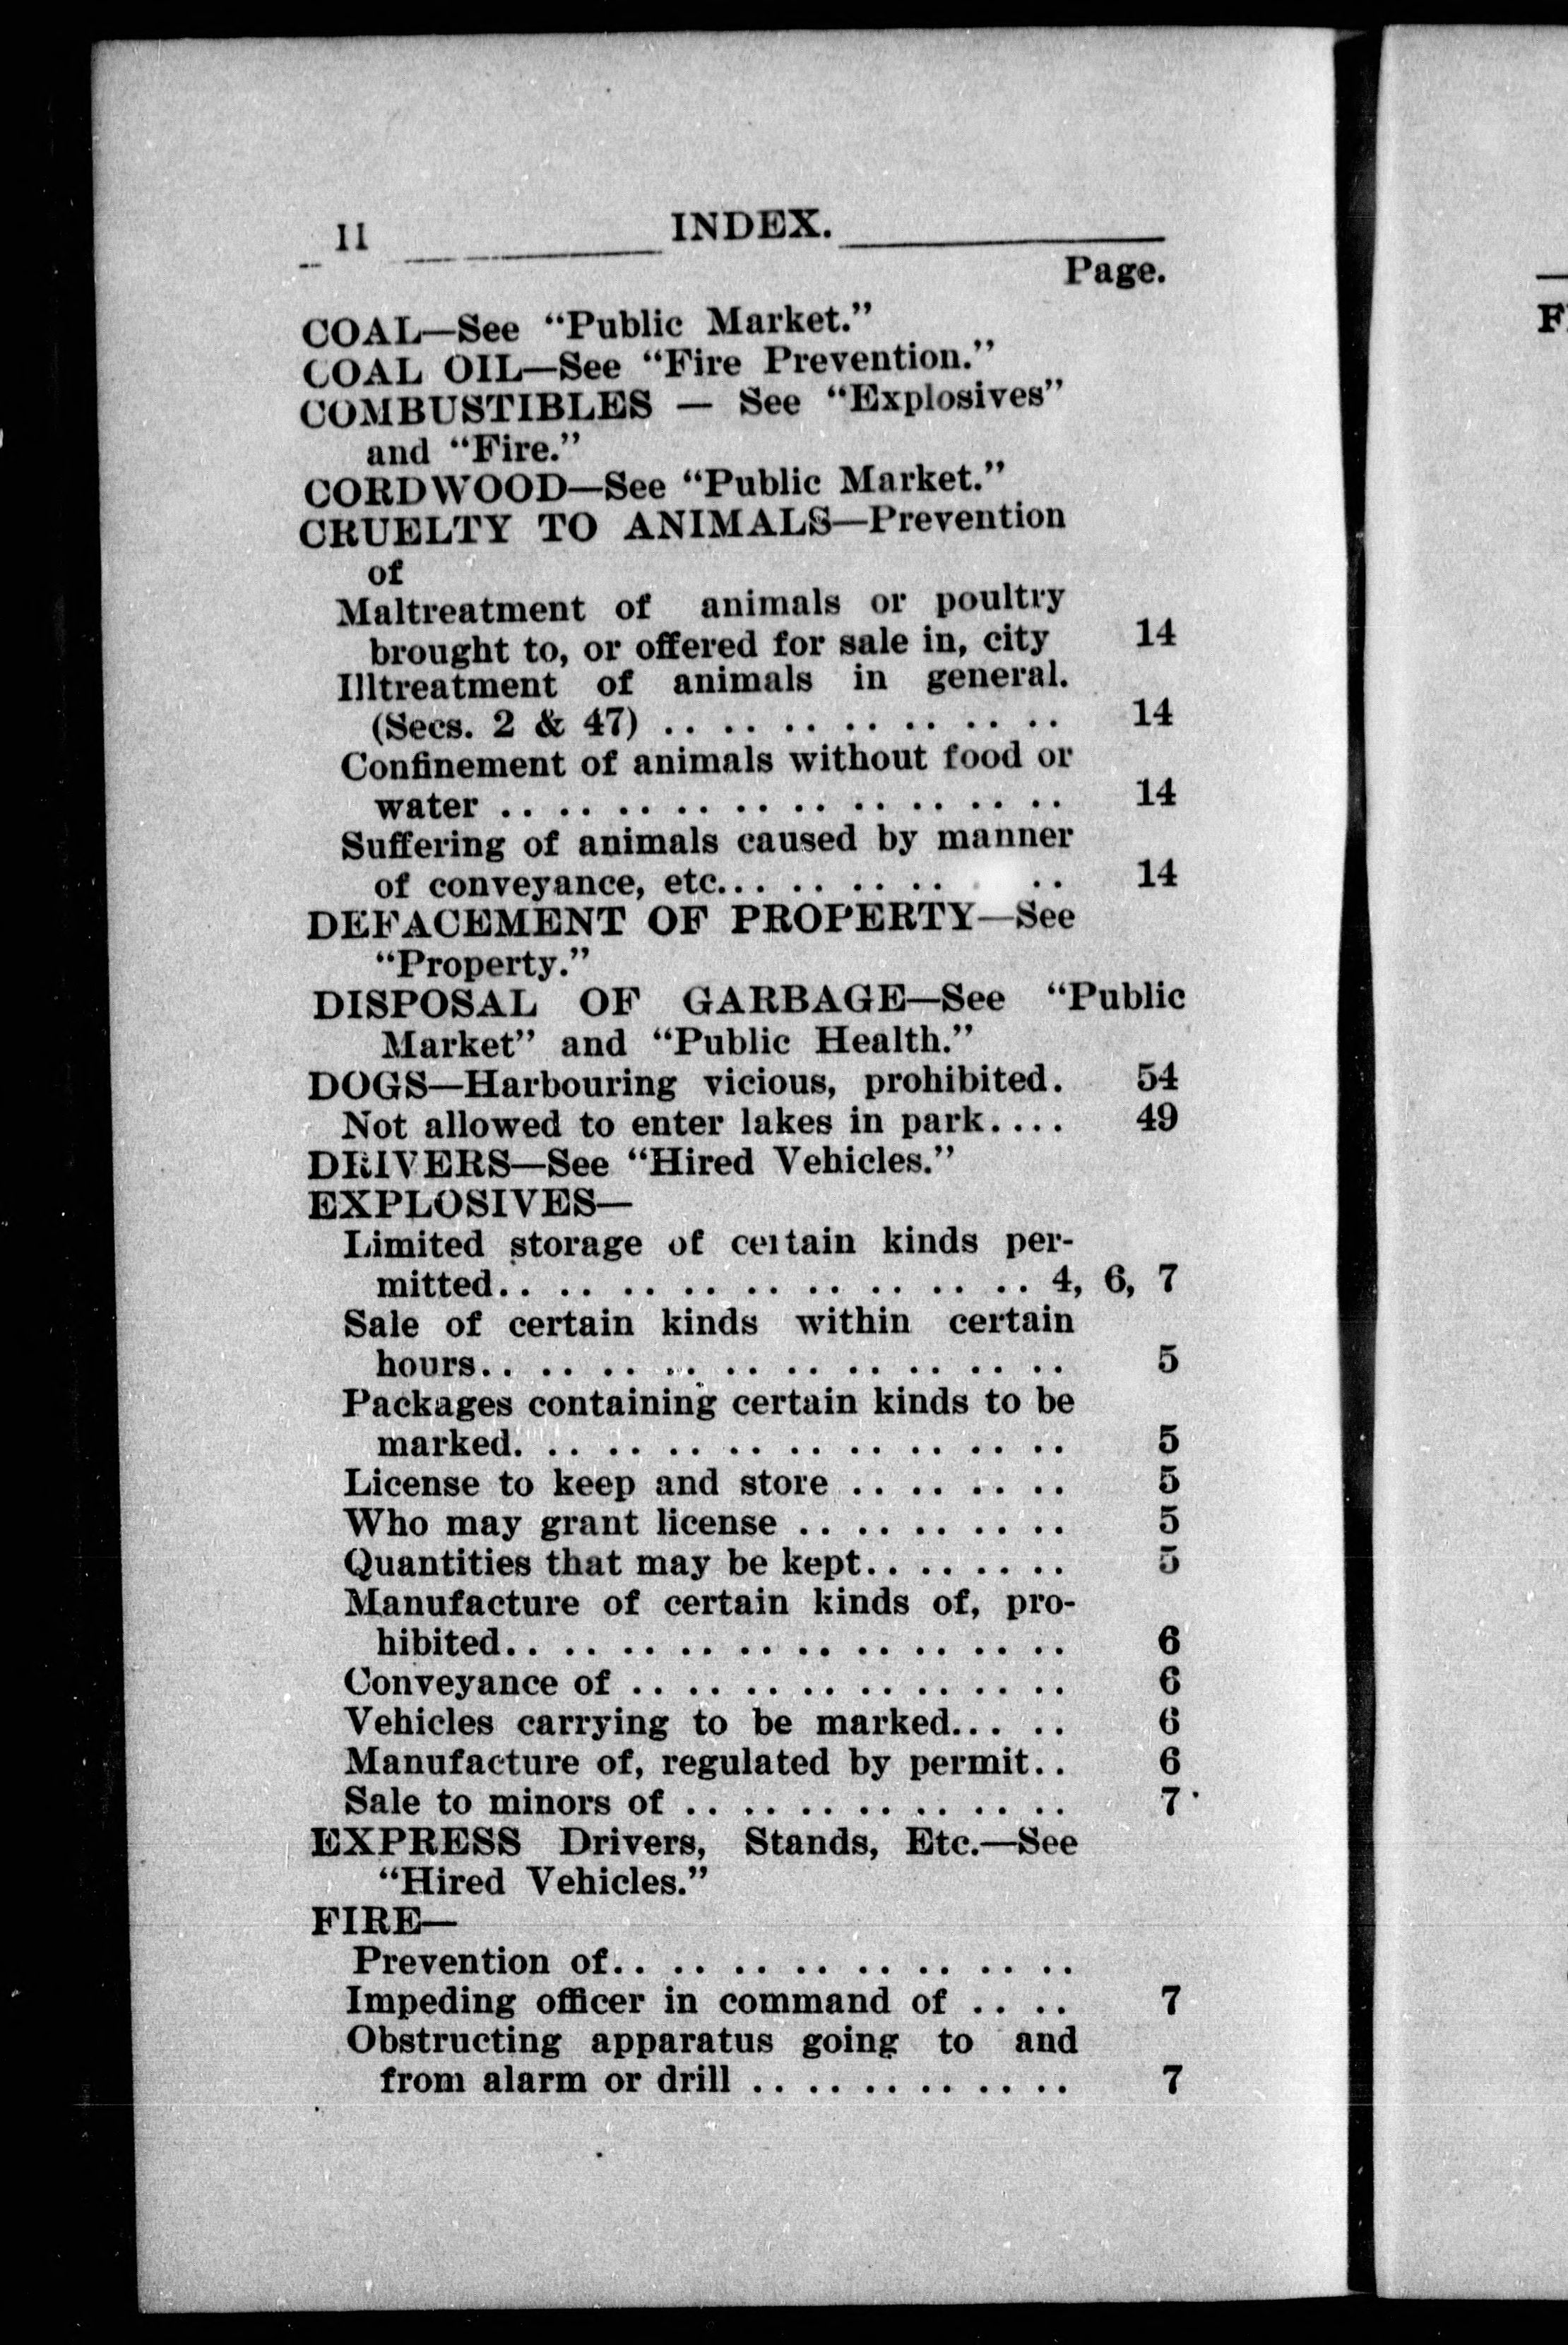 11 INDEX.
Page.
COAL—See "Public Market."
COAL OIL—See "Fire Prevention."
COMBUSTIBLES — See "Explosives"
and "Fire."
CORDWOOD—See "Public Market."
CRUELTY TO ANIMALS—Prevention
of
Maltreatment of animals or poultry
brought to, or offered for sale in, city 14
Illtreatment of animals in general.
(Secs. 2 & 47) .. .. .. .. .. .. .. 14
Confinement of animals without food or
water .. .. .. .. .. .. .. .. .. .. 14
Suffering of animals caused by manner
of conveyance, etc.. .. .. .. .. .. 14
DEFACEMENT OF PROPERTY—See
"Property."
DISPOSAL OF GARBAGE—See "Public
Market" and "Public Health."
DOGS—Harbouring vicious, prohibited. 54
Not allowed to enter lakes in park.... 49
DRIVERS—See "Hired Vehicles."
EXPLOSIVES—
Limited storage of certain kinds per-
mitted.. .. .. .. .. .. .. .. .. 4, 6, 7
Sale of certain kinds within certain
hours.. .. .. .. .. .. .. .. .. .. 5
Packages containing certain kinds to be
marked. .. .. .. .. .. .. .. .. .. 5
License to keep and store .. .. .. .. 5
Who may grant license .. .. .. .. .. 5
Quantities that may be kept.. .. .. .. 5
Manufacture of certain kinds of, pro-
hibited.. .. .. .. .. .. .. .. .. .. 6
Conveyance of .. .. .. .. .. .. .. .. 6
Vehicles carrying to be marked.. .. .. 6
Manufacture of, regulated by permit.. 6
Sale to minors of .. .. .. .. .. .. .. 7
EXPRESS Drivers, Stands, Etc.—See
"Hired Vehicles."
FIRE—
Prevention of.. .. .. .. .. .. .. ..
Impeding officer in command of .. .. 7
Obstructing apparatus going to and
from alarm or drill .. .. .. .. .. .. 7